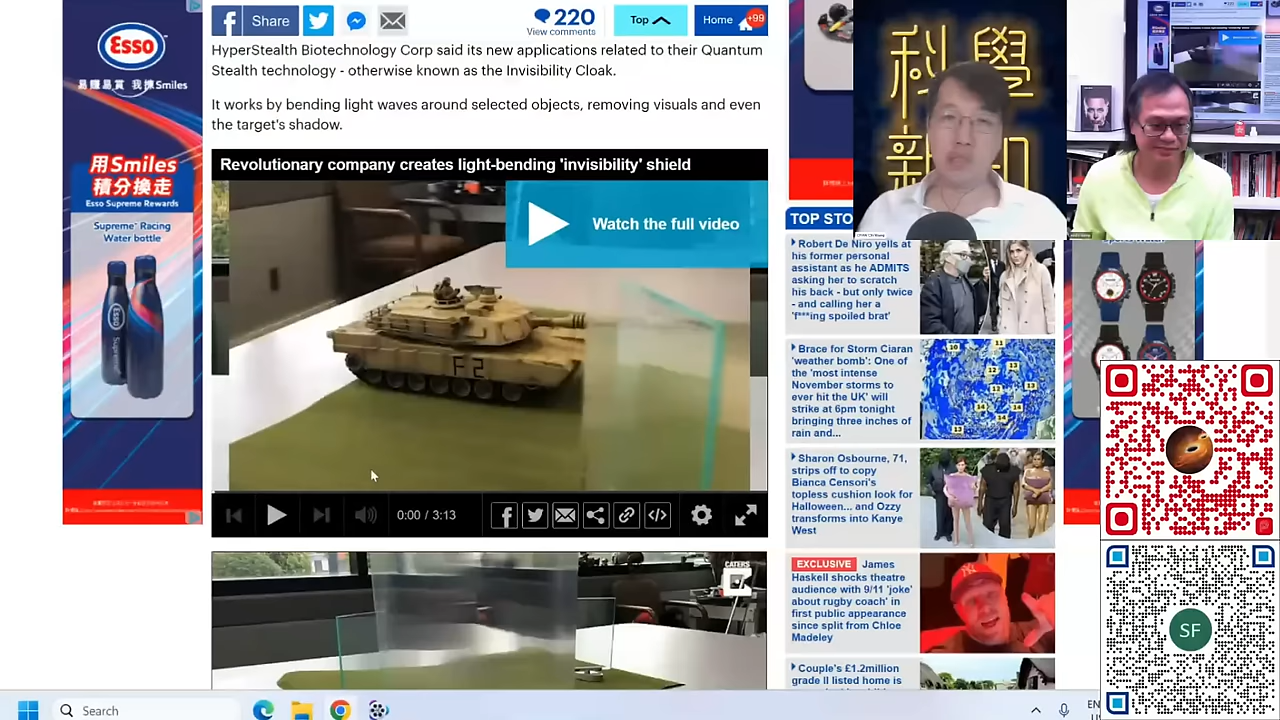 Esso
易賺易賞 我揀Smiles
用Smiles
積分換走
Esso Supreme Rewards
Supreme+ Racing
Water bottle
Share
220
View comments
Top
Home
+99
HyperStealth Biotechnology Corp said its new
Quantum
Stealth technology - otherwise known as the Invisibility Cloak.
It works by bending light waves around select objects, removing visuals and even
the target's shadow.
Revolutionary company creates light-bending 'invisibility' shield
Watch the full video
F2
0:00 / 3:13
CATERS
TOP STO
Robert De Niro yells at
his former personal
assistant as he ADMITS
asking her to scratch
his back - but only twice
- and calling her a
'f***ing spoiled brat'
Brace for Storm Ciaran
'weather bomb': One of
the 'most intense
November storms to
ever hit the UK' will
strike at 6pm tonight
bringing three inches of
rain and...
Sharon Osbourne, 71,
strips off to copy
Bianca Censori's
topless cushion look for
Halloween... and Ozzy
transforms into Kanye
West
EXCLUSIVE James
Haskell shocks theatre
audience with 9/11 'joke'
about rugby coach' in
first public appearance
since split from Chloe
Madeley
Couple's £1.2million
grade II listed home is
科學
新知
SF
Search
EN